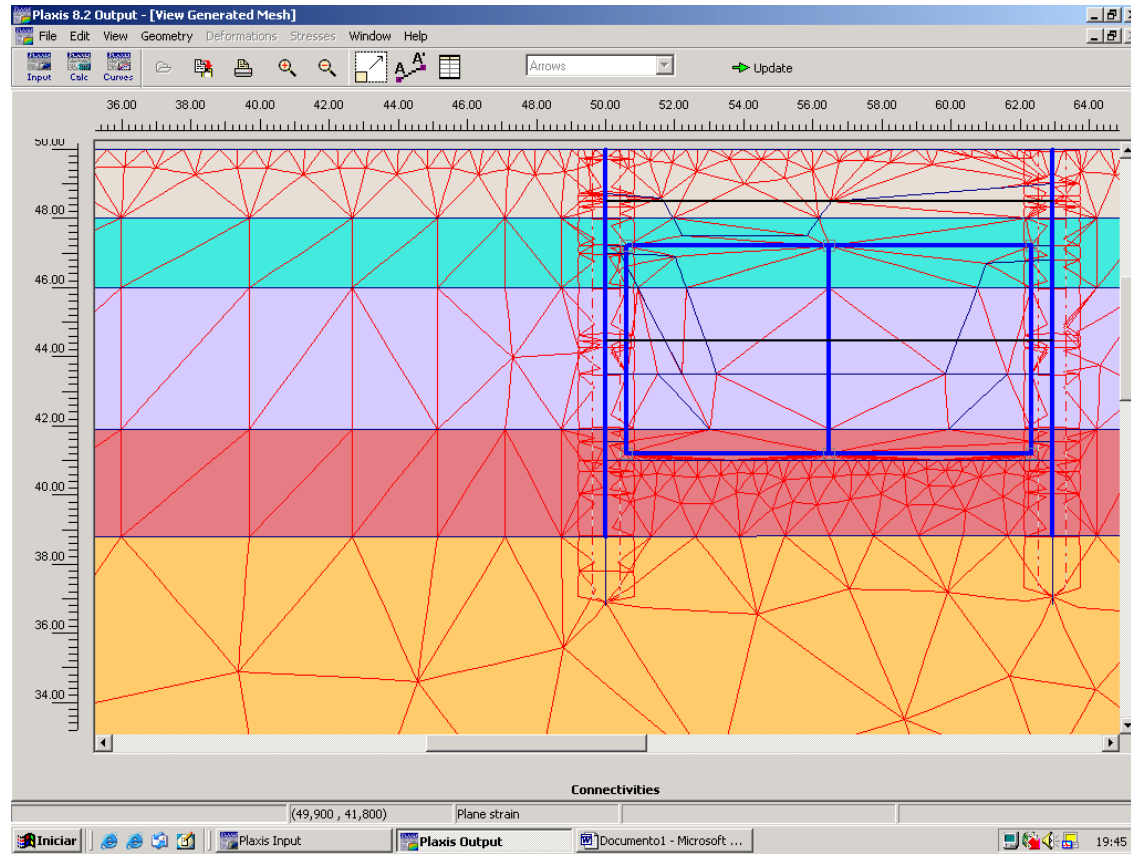 Plaxis 8.2 Output - [View Generated Mesh]
File Edit View Geometry Deformations Stresses Window Help
Input Calc Curves Arrows Update
36.00 38.00 40.00 42.00 44.00 46.00 48.00 50.00 52.00 54.00 56.00 58.00 60.00 62.00 64.00
50.00
48.00
46.00
44.00
42.00
40.00
38.00
36.00
34.00
Connectivities
(49,900 , 41,800) Plane strain
Iniciar Plaxis Input Plaxis Output Documento1 - Microsoft ... 19:45